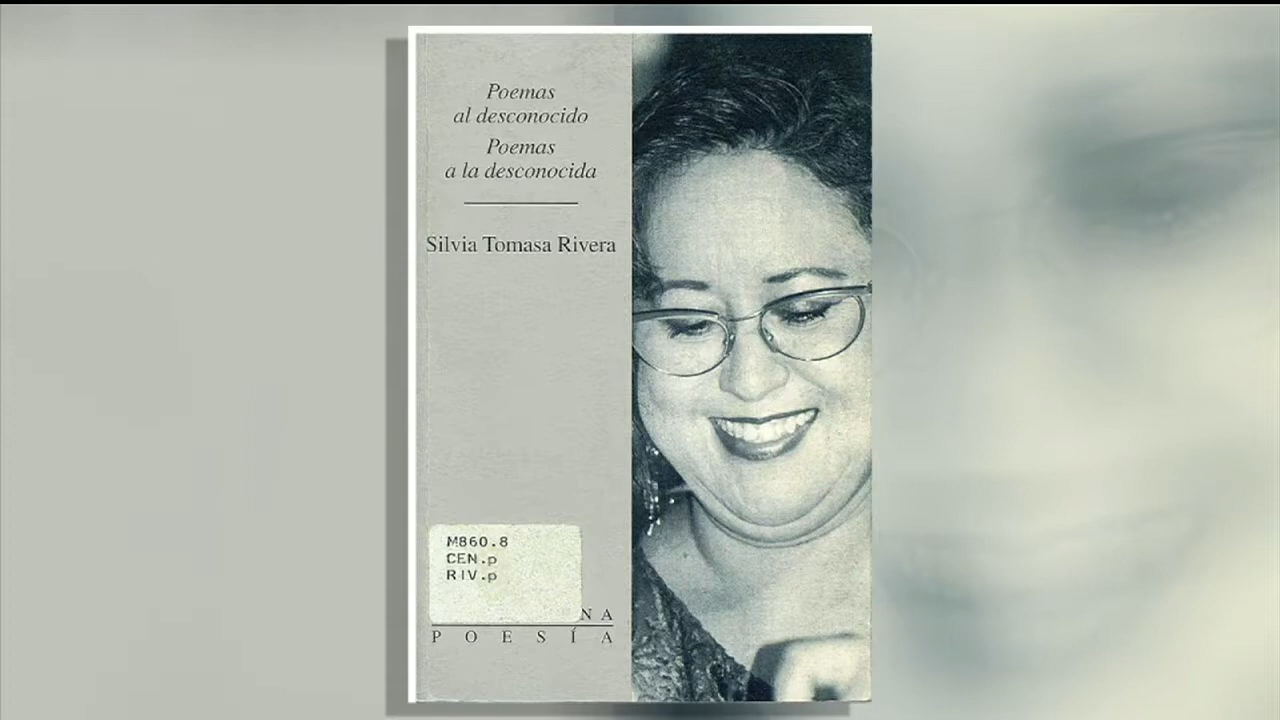 Poemas
al desconocido
Poemas
a la desconocida
Silvia Tomasa Rivera
M860.8
CEN.p
RIV.p
NA
POESÍA